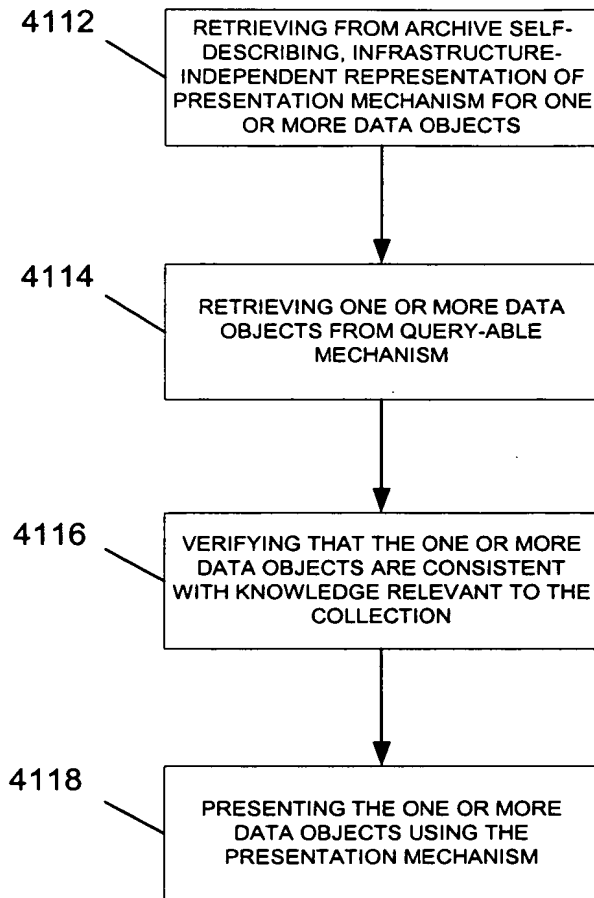 4112
RETRIEVING FROM ARCHIVE SELF-
DESCRIBING, INFRASTRUCTURE-
INDEPENDENT REPRESENTATION OF
PRESENTATION MECHANISM FOR ONE
OR MORE DATA OBJECTS
4114
RETRIEVING ONE OR MORE DATA
OBJECTS FROM QUERY-ABLE
MECHANISM
4116
VERIFYING THAT THE ONE OR MORE
DATA OBJECTS ARE CONSISTENT
WITH KNOWLEDGE RELEVANT TO THE
COLLECTION
4118
PRESENTING THE ONE OR MORE
DATA OBJECTS USING THE
PRESENTATION MECHANISM